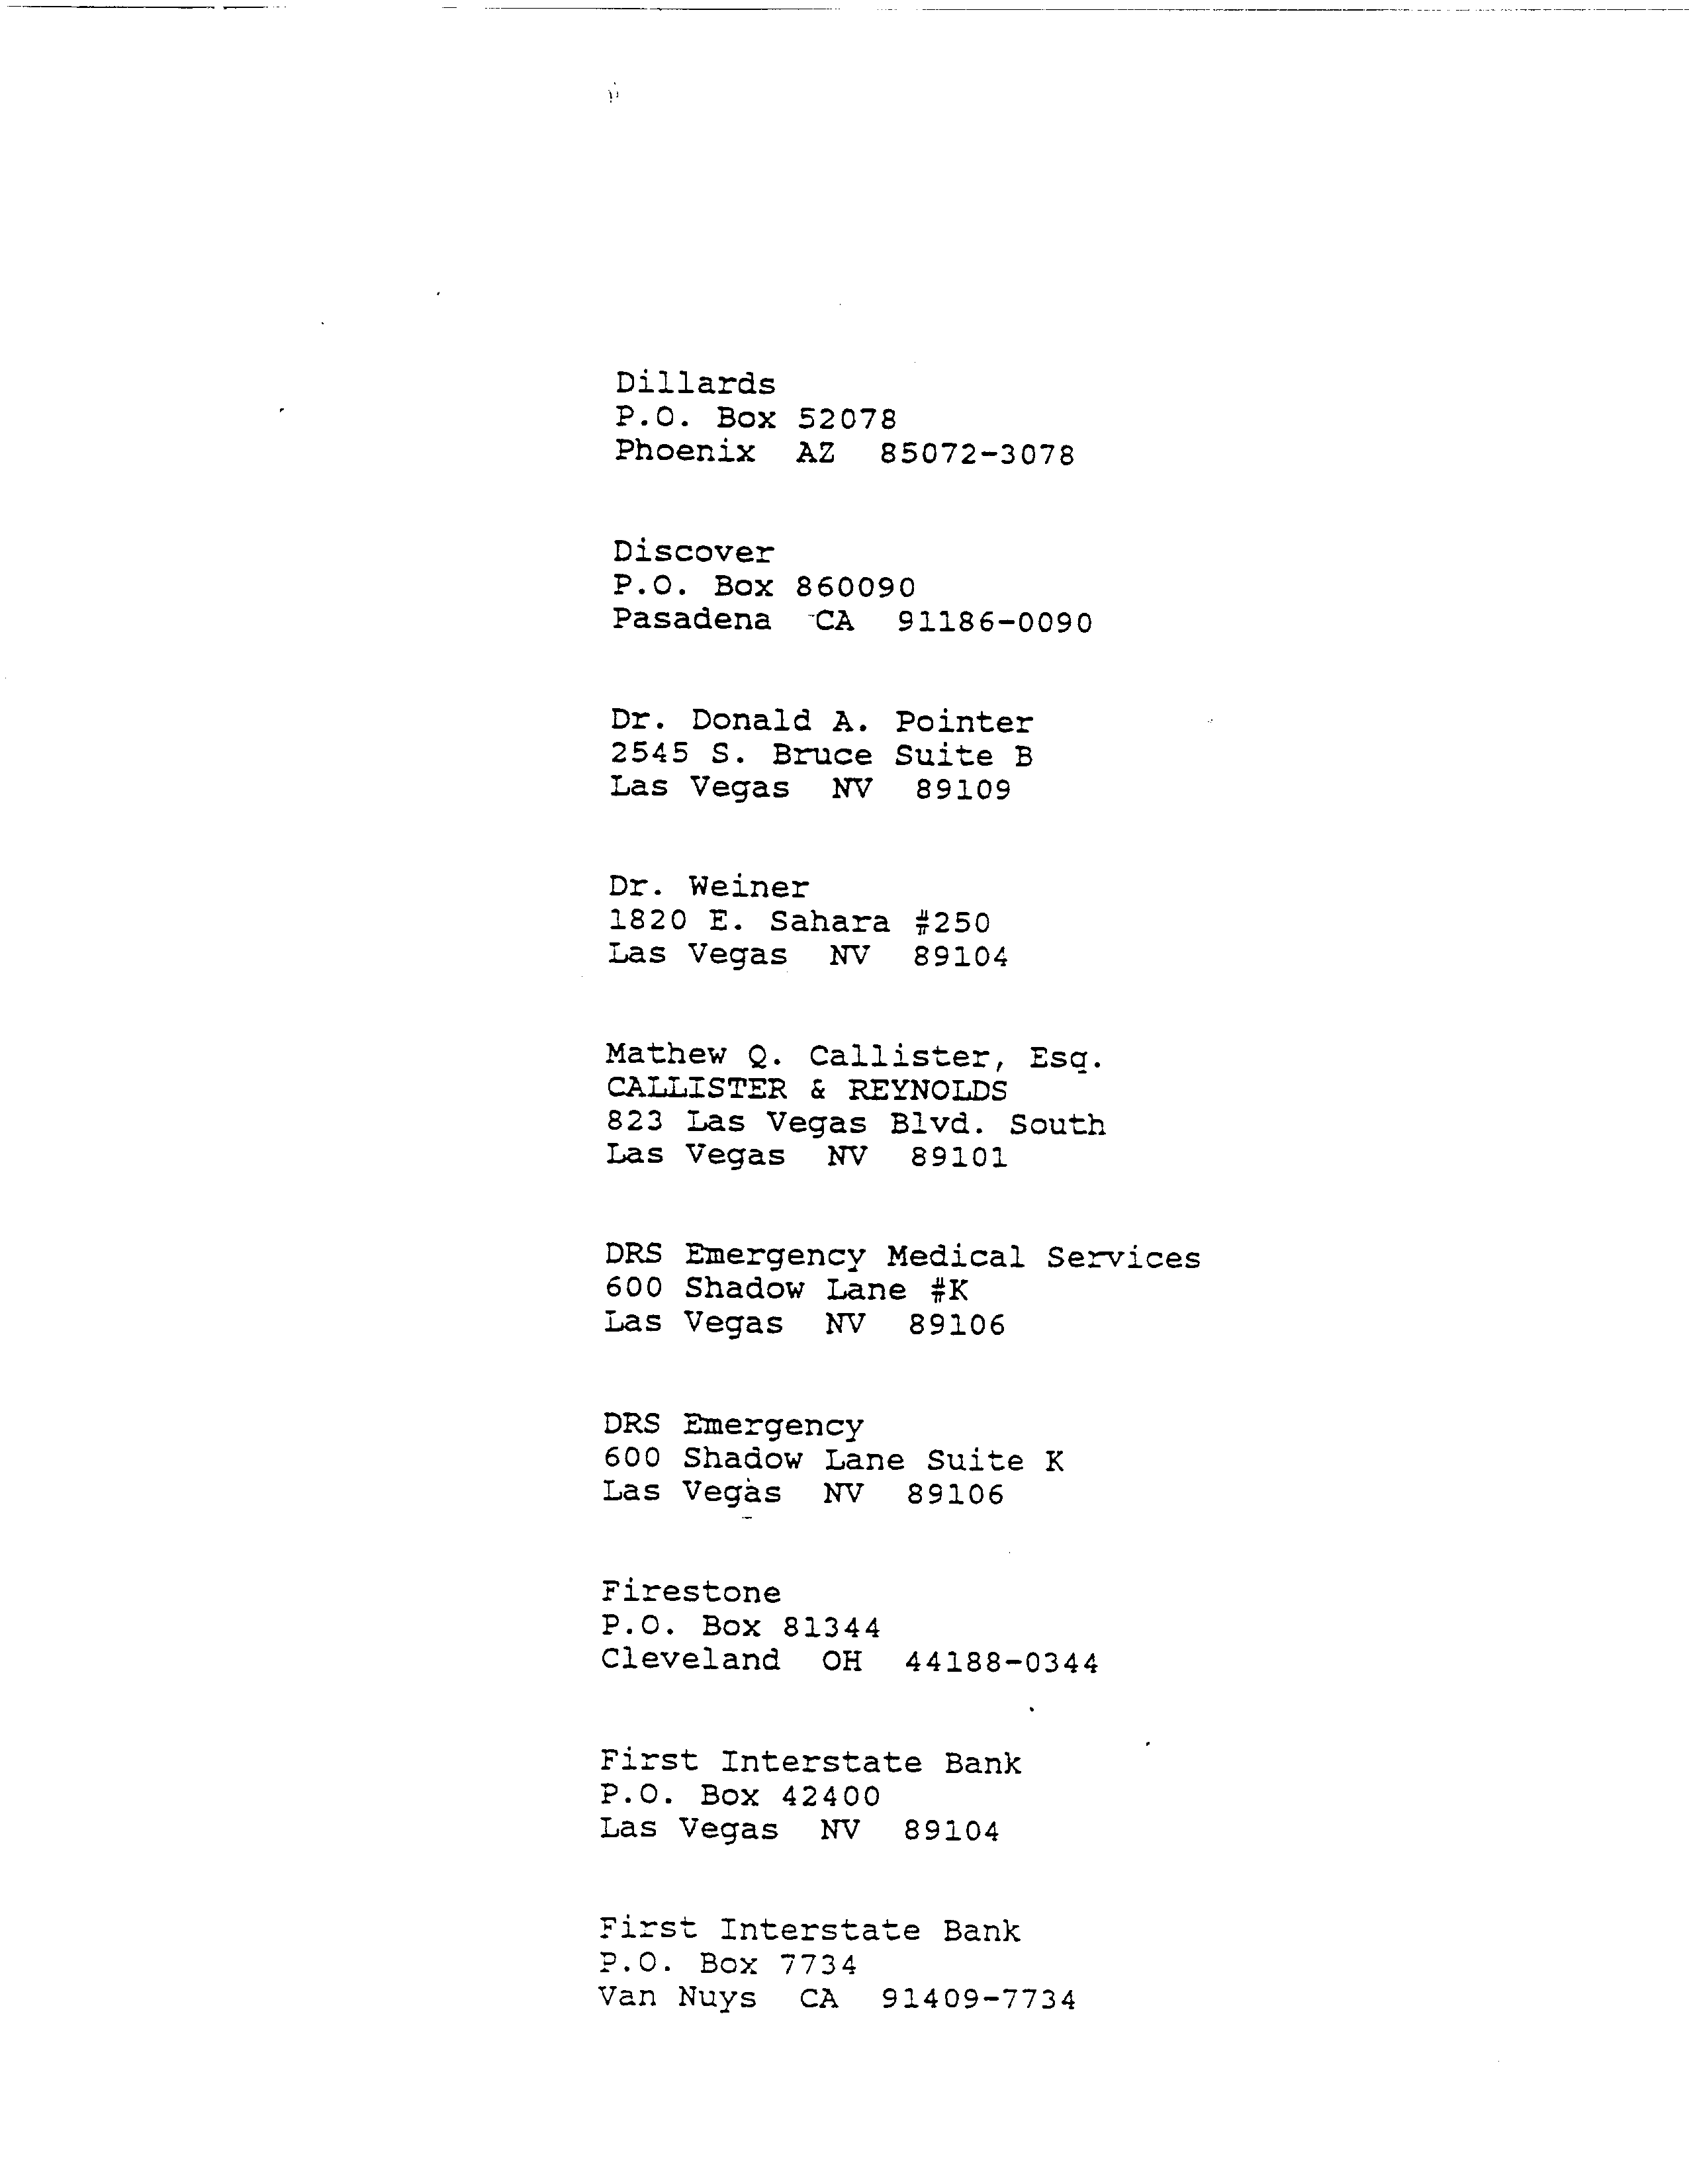 Dillards
P.O. Box 52078
Phoenix AZ 85072-3078
Discover
P.O. Box 860090
Pasadena CA 91186-0090
Dr. Donald A. Pointer
2545 S. Bruce Suite B
Las Vegas NV 89109
Dr. Weiner
1820 E. Sahara #250
Las Vegas NV 89104
Mathew Q. Callister, Esq.
CALLISTER & REYNOLDS
823 Las Vegas Blvd. South
Las Vegas NV 89101
DRS Emergency Medical Services
600 Shadow Lane #K
Las Vegas NV 89106
DRS Emergency
600 Shadow Lane Suite K
Las Vegas NV 89106
Firestone
P.O. Box 81344
Cleveland OH 44188-0344
First Interstate Bank
P.O. Box 42400
Las Vegas NV 89104
First Interstate Bank
P.O. Box 7734
Van Nuys CA 91409-7734